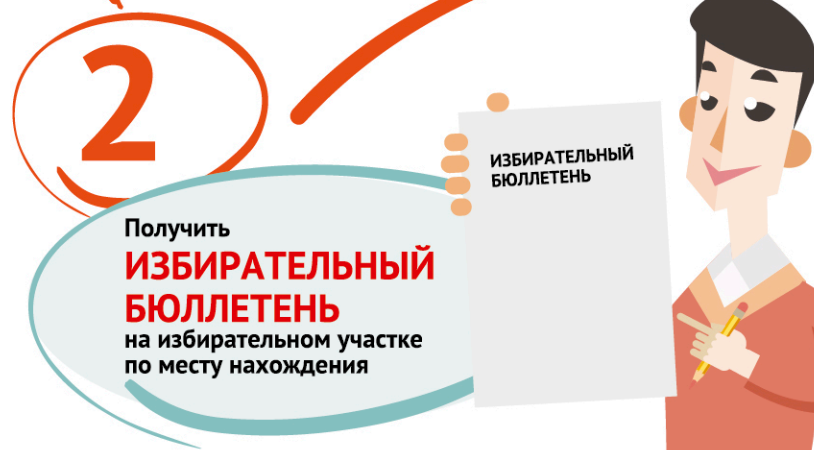 2
Получить
ИЗБИРАТЕЛЬНЫЙ
БЮЛЛЕТЕНЬ
на избирательном участке
по месту нахождения
ИЗБИРАТЕЛЬНЫЙ
БЮЛЛЕТЕНЬ